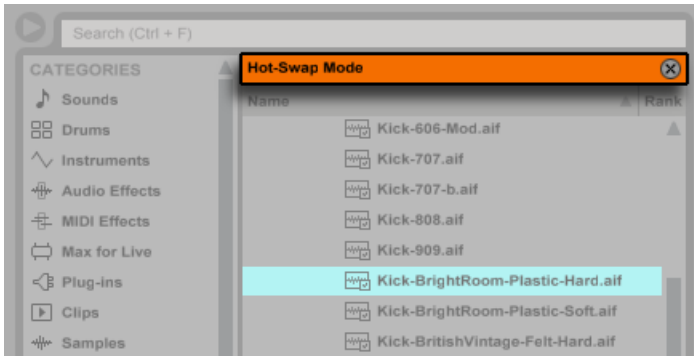 Search (Ctrl + F)
CATEGORIES
Sounds
Drums
Instruments
Audio Effects
MIDI Effects
Max for Live
Plug-ins
Clips
Samples
Hot-Swap Mode
Name Rank
Kick-606-Mod.aif
Kick-707.aif
Kick-707-b.aif
Kick-808.aif
Kick-909.aif
Kick-BrightRoom-Plastic-Hard.aif
Kick-BrightRoom-Plastic-Soft.aif
Kick-BritishVintage-Felt-Hard.aif